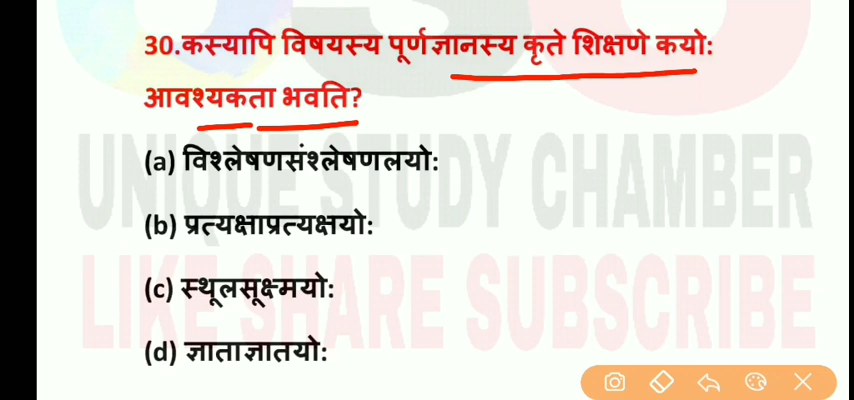 30.कस्यापि विषयस्य पूर्णज्ञानस्य कृते शिक्षणे कयो:
आवश्यकता भवति?
(a) विश्लेषणसंश्लेषणलयो:
(b) प्रत्यक्षाप्रत्यक्षयो:
(c) स्थूलसूक्ष्मयो:
(d) ज्ञाताज्ञातयो:
UNIQUE STUDY CHAMBER
LIKE SHARE SUBSCRIBE